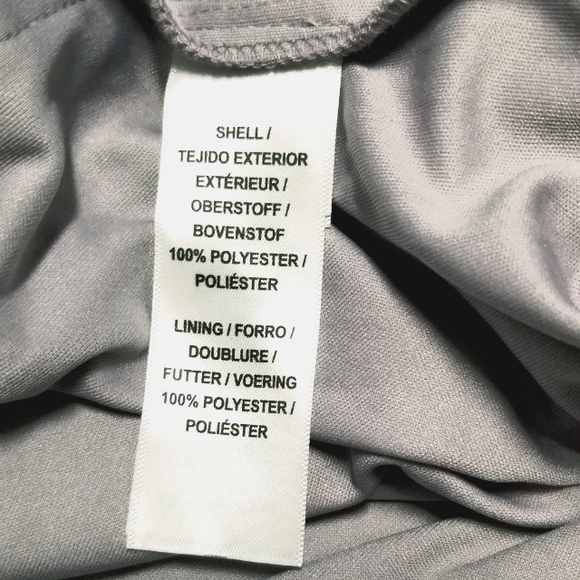 SHELL /
TEJIDO EXTERIOR
EXTÉRIEUR /
OBERSTOFF /
BOVENSTOF
100% POLYESTER /
POLIÉSTER
LINING / FORRO /
DOUBLURE /
FUTTER / VOERING
100% POLYESTER /
POLIÉSTER